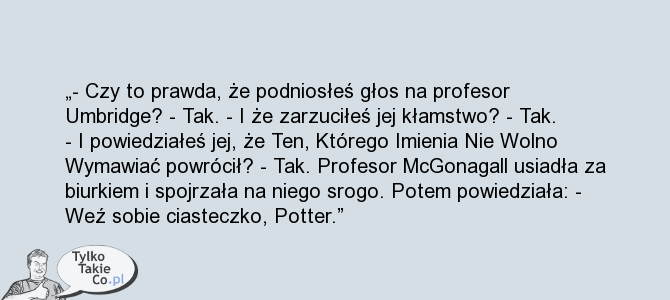 „- Czy to prawda, że podniosłeś głos na profesor
Umbridge? - Tak. - I że zarzuciłeś jej kłamstwo? - Tak.
- I powiedziałeś jej, że Ten, Którego Imienia Nie Wolno
Wymawiać powrócił? - Tak. Profesor McGonagall usiadła za
biurkiem i spojrzała na niego srogo. Potem powiedziała: -
Weź sobie ciasteczko, Potter.”
Tylko
Takie
Co.pl